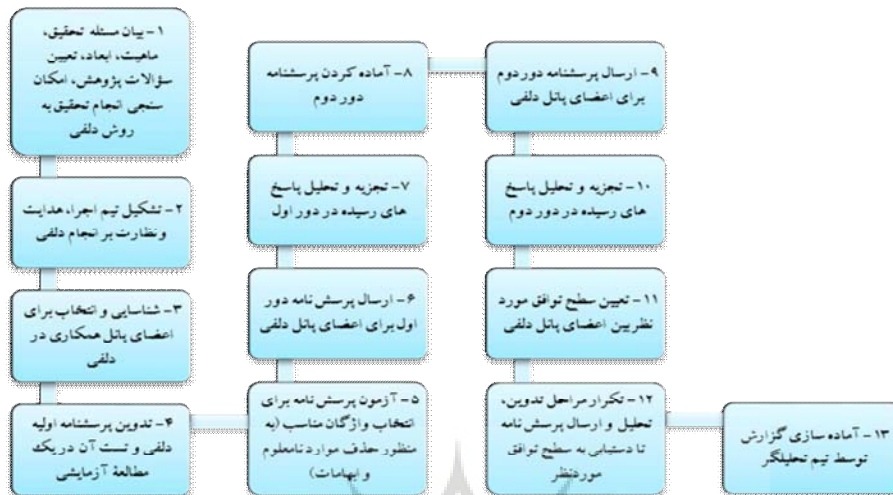 ۱- بیان مسئله تحقیق،
ماهیت، ابعاد، تعیین
سؤالات پژوهش، امکان
سنجی انجام تحقیق به
روش دلفی
۲- تشکیل تیم اجرا، هدایت
و نظارت بر انجام دلفی
۳- شناسایی و انتخاب برای
اعضای پانل همکاری در
دلفی
۴- تدوین پرسشنامه اولیه
دلفی و تست آن در یک
مطالعة آزمایشی
۵- آزمون پرسش نامه برای
انتخاب واژگان مناسب (به
منظور حذف موارد نامعلوم
و ابهامات)
۶- ارسال پرسش نامه دور
اول برای اعضای پانل دلفی
۷- تجزیه و تحلیل پاسخ
های رسیده در دور اول
۸- آماده کردن پرسشنامه
دور دوم
۹- ارسال پرسشنامه دور دوم
برای اعضای پانل دلفی
۱۰- تجزیه و تحلیل پاسخ
های رسیده در دور دوم
۱۱- تعیین سطح توافق مورد
نظر بین اعضای پانل دلفی
۱۲- تکرار مراحل تدوین،
تحلیل و ارسال پرسش نامه
تا دستیابی به سطح توافق
موردنظر
۱۳- آماده سازی گزارش
توسط تیم تحلیلگر